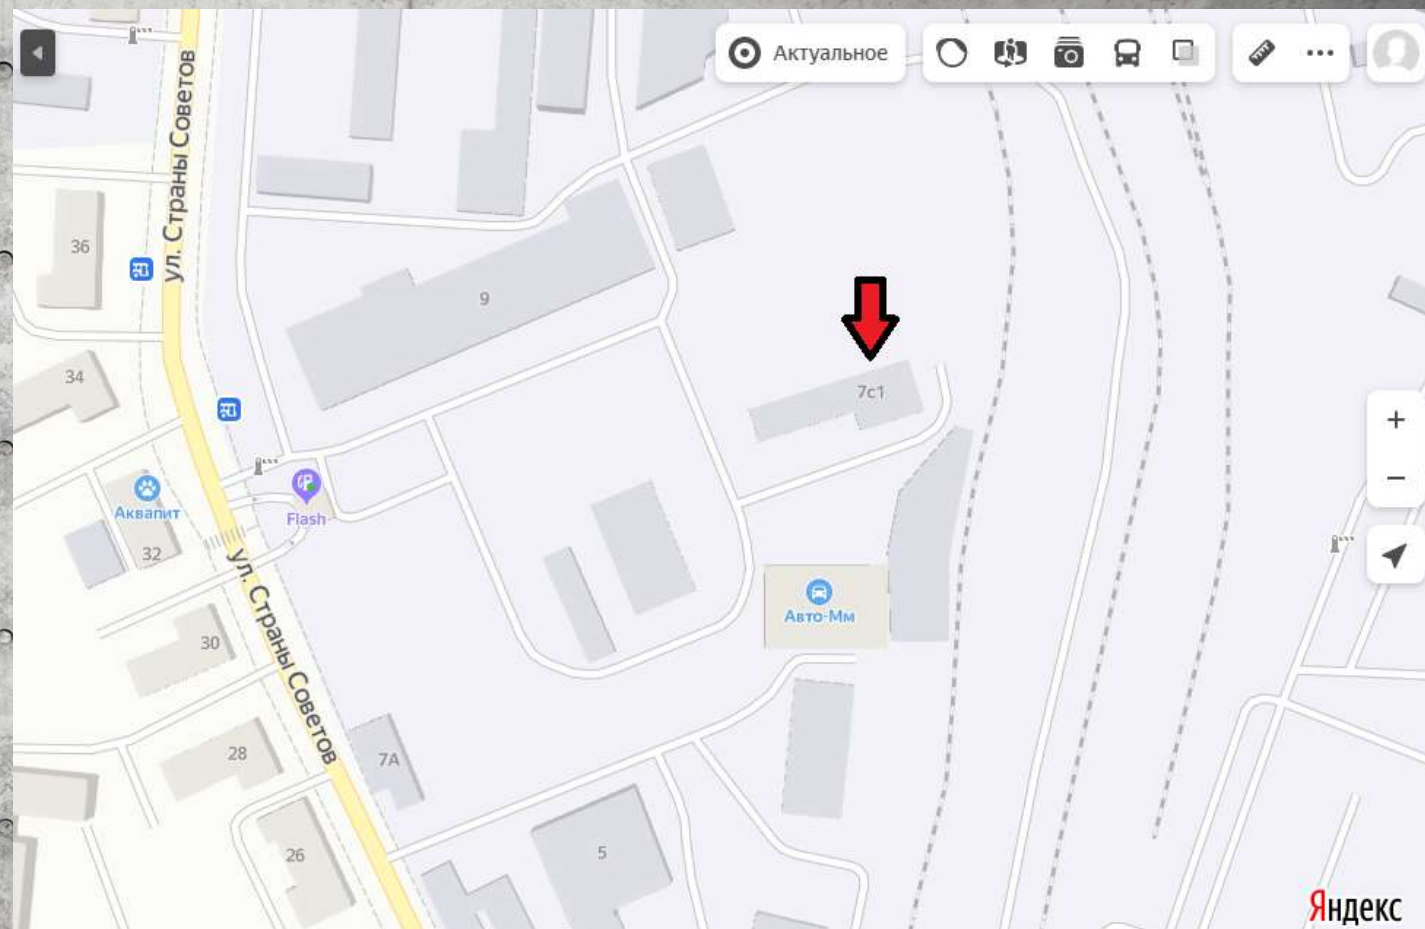 Актуальное
ул. Страны Советов
36
9
34
7с1
Аквапит
Flash
32
ул. Страны Советов
Авто-Мм
30
28
7А
26
5
Яндекс